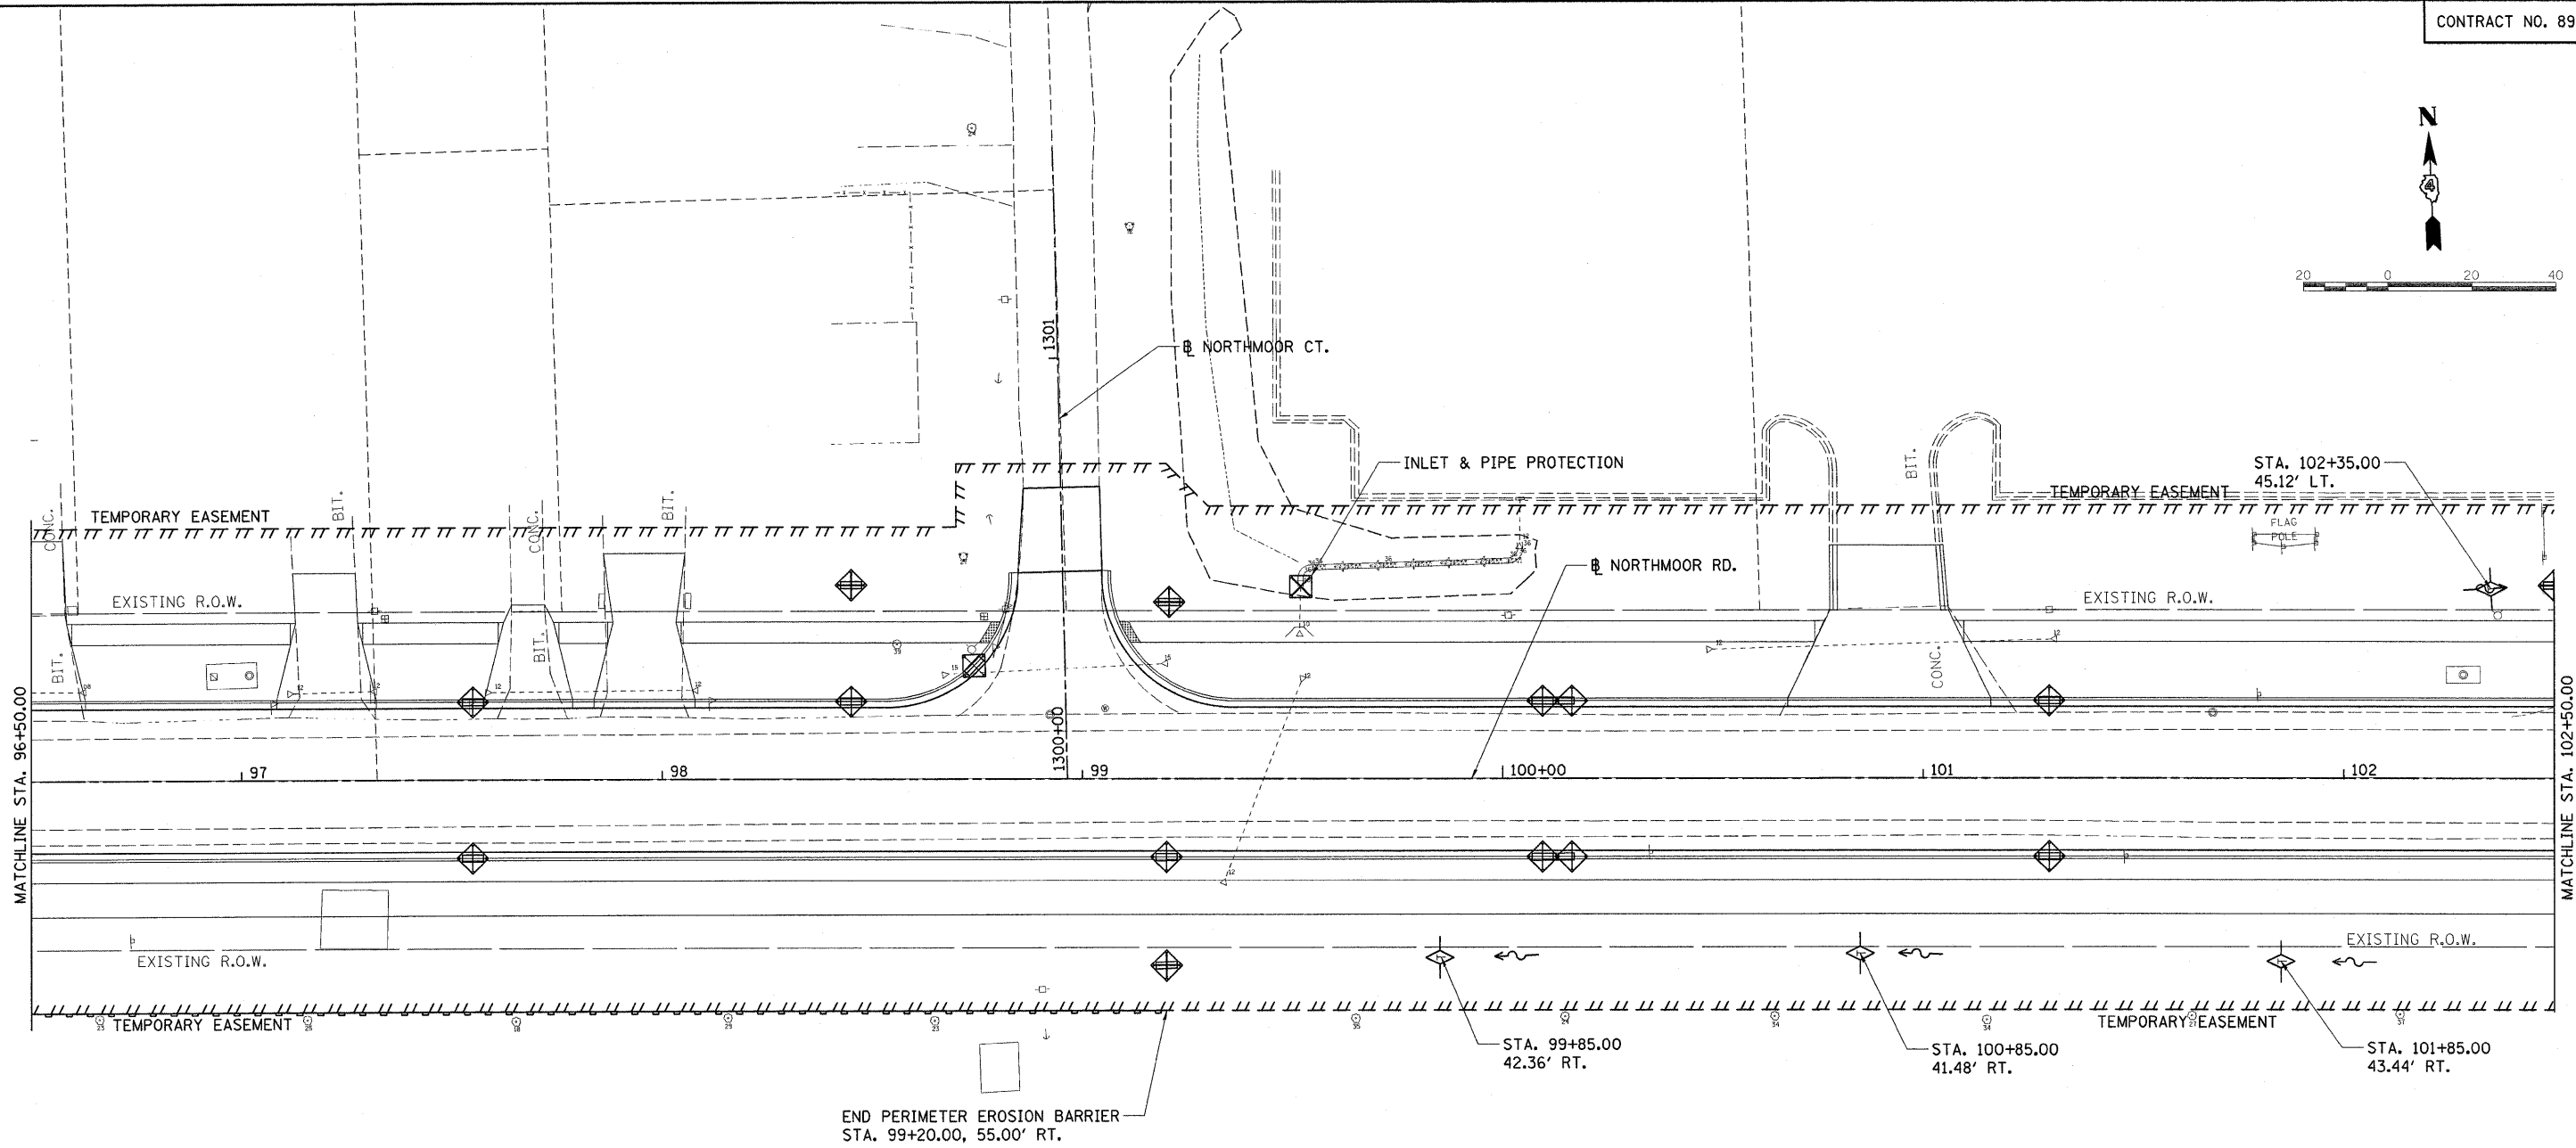 CONTRACT NO. 89
N
4
20 0 20 40
1301
℄ NORTHMOOR CT.
INLET & PIPE PROTECTION
BIT.
STA. 102+35.00
45.12' LT.
TEMPORARY EASEMENT
CONC.
TEMPORARY EASEMENT
BIT.
CONC.
BIT.
FLAG
POLE
℄ NORTHMOOR RD.
EXISTING R.O.W.
EXISTING R.O.W.
BIT.
BIT.
CONC.
MATCHLINE STA. 96+50.00
1300+00
97
98
99
100+00
101
102
MATCHLINE STA. 102+50.00
EXISTING R.O.W.
EXISTING R.O.W.
TEMPORARY EASEMENT
TEMPORARY EASEMENT
STA. 99+85.00
42.36' RT.
STA. 100+85.00
41.48' RT.
STA. 101+85.00
43.44' RT.
END PERIMETER EROSION BARRIER
STA. 99+20.00, 55.00' RT.